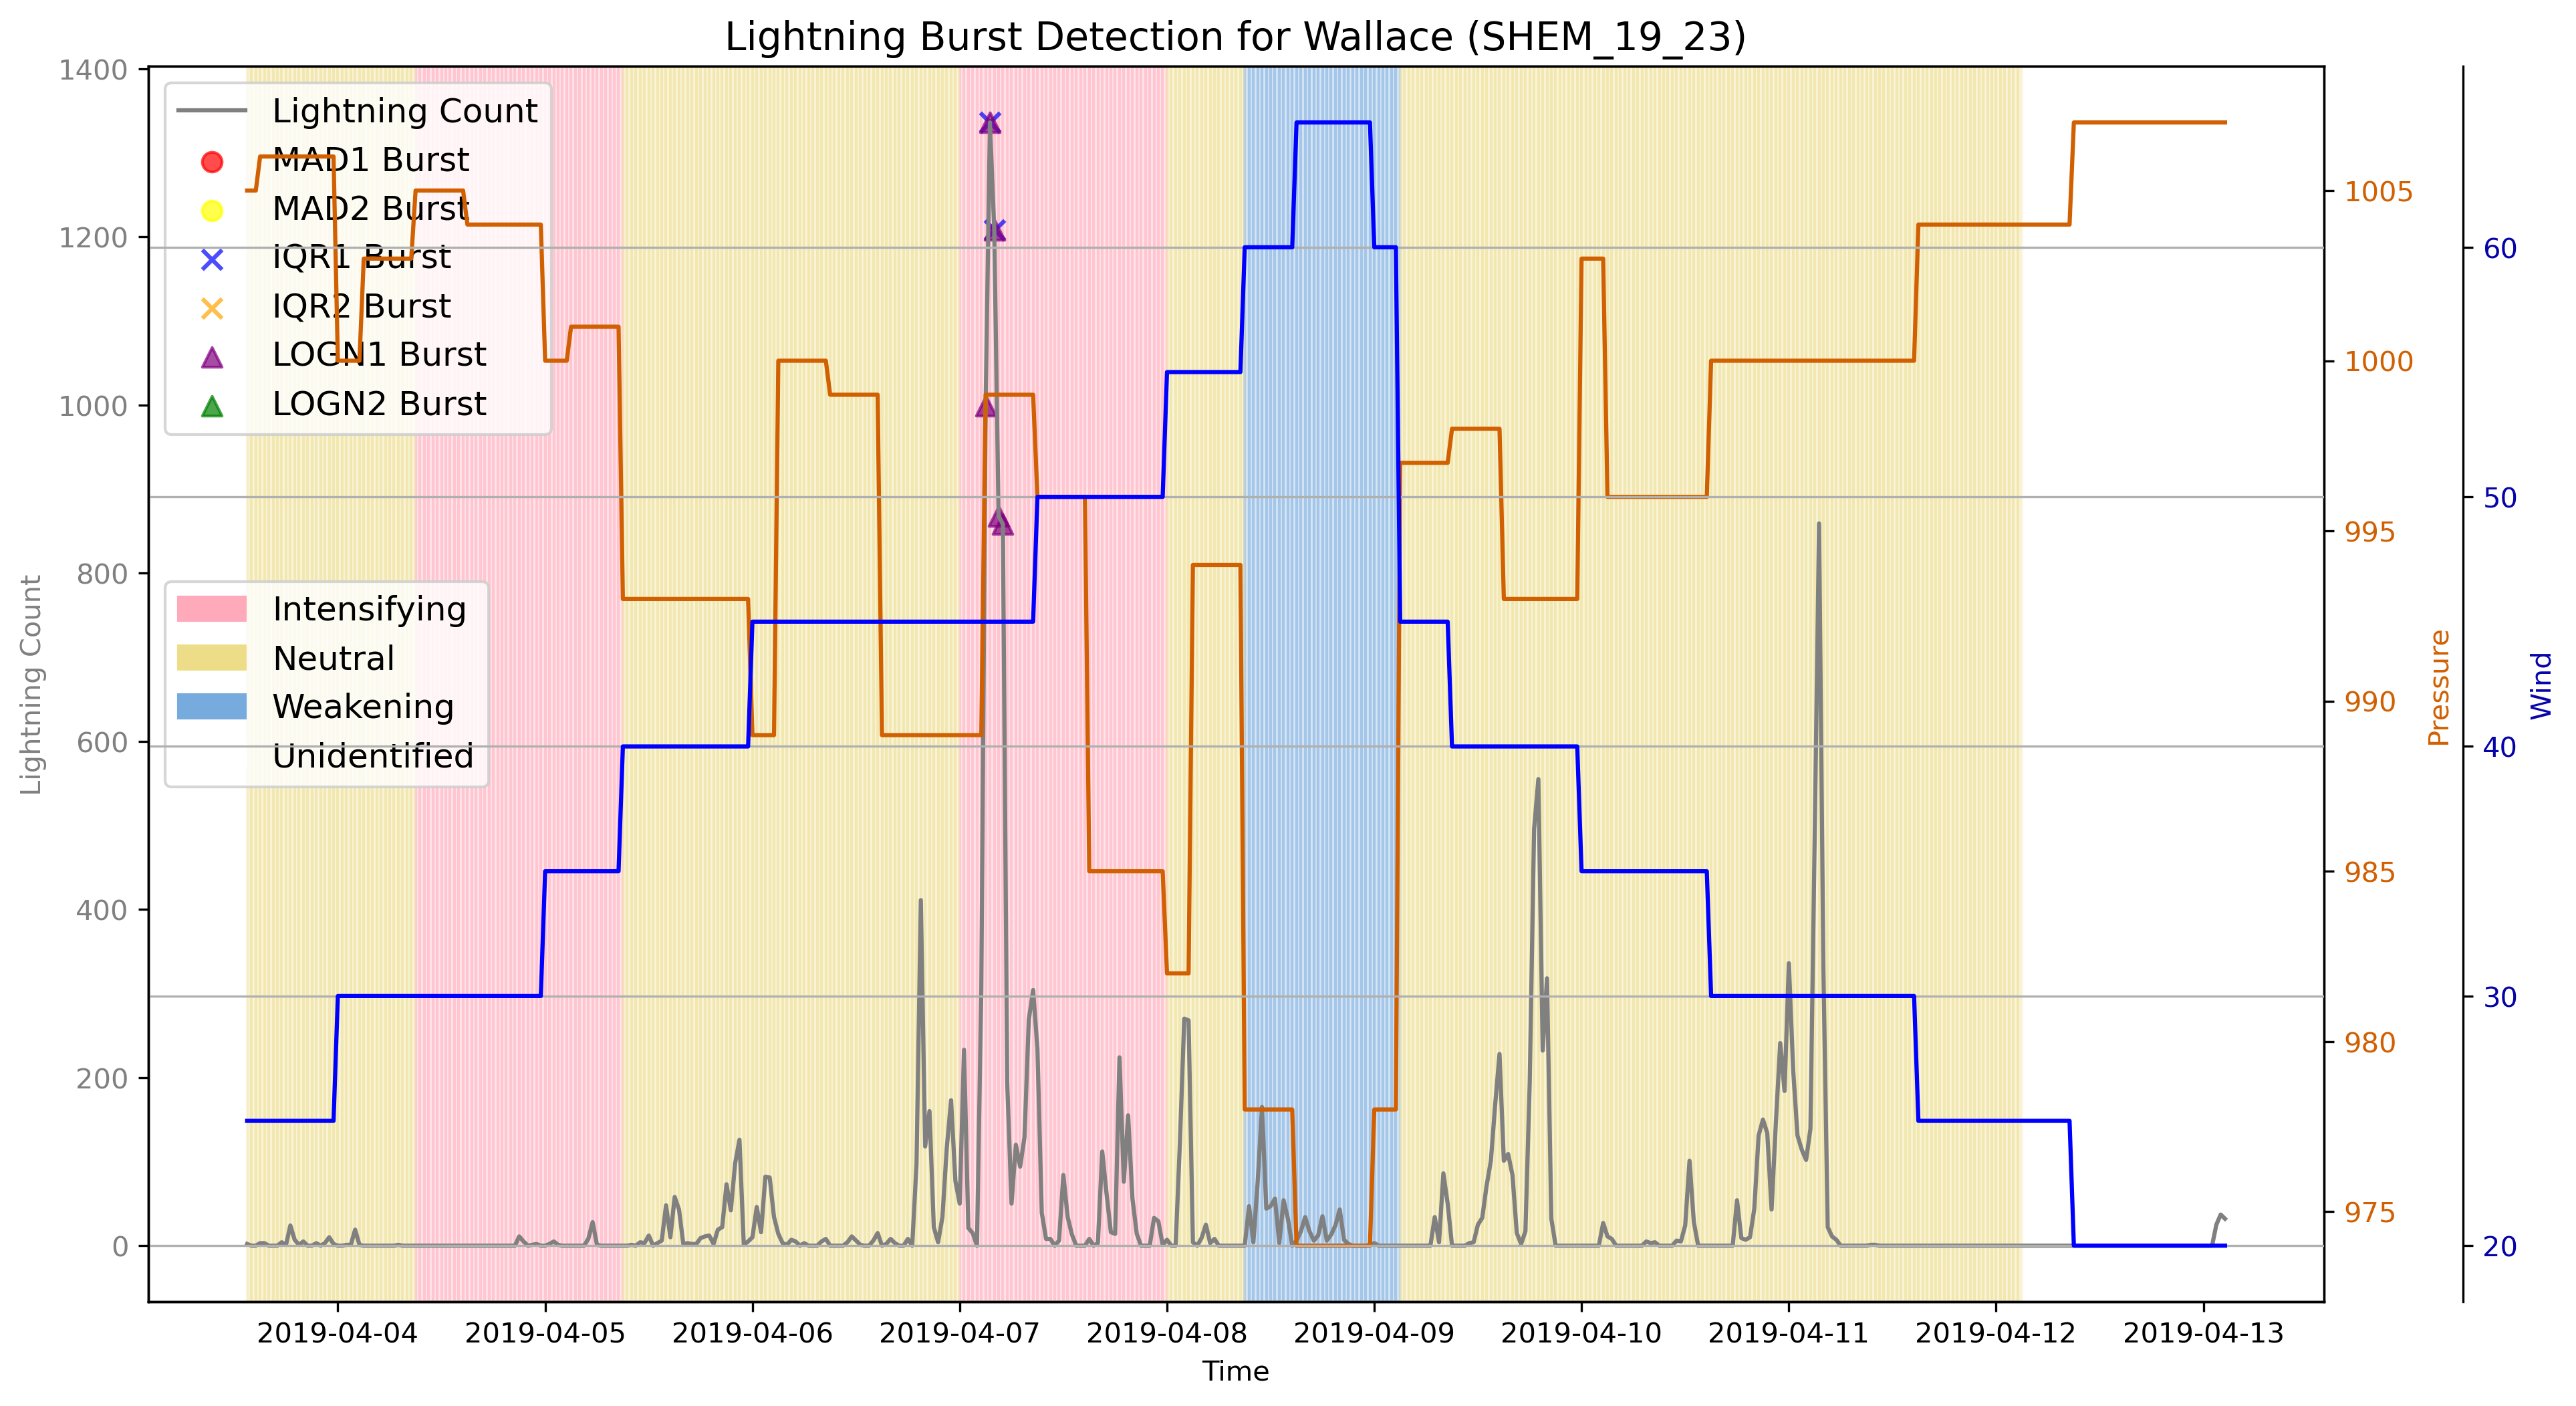 Lightning Burst Detection for Wallace (SHEM_19_23)
Lightning Count
1400
1200
1000
800
600
400
200
0
Lightning Count
MAD1 Burst
MAD2 Burst
IQR1 Burst
IQR2 Burst
LOGN1 Burst
LOGN2 Burst
Intensifying
Neutral
Weakening
Unidentified
1005
1000
995
990
985
980
975
Pressure
60
50
40
30
20
Wind
2019-04-04 2019-04-05 2019-04-06 2019-04-07 2019-04-08 2019-04-09 2019-04-10 2019-04-11 2019-04-12 2019-04-13
Time